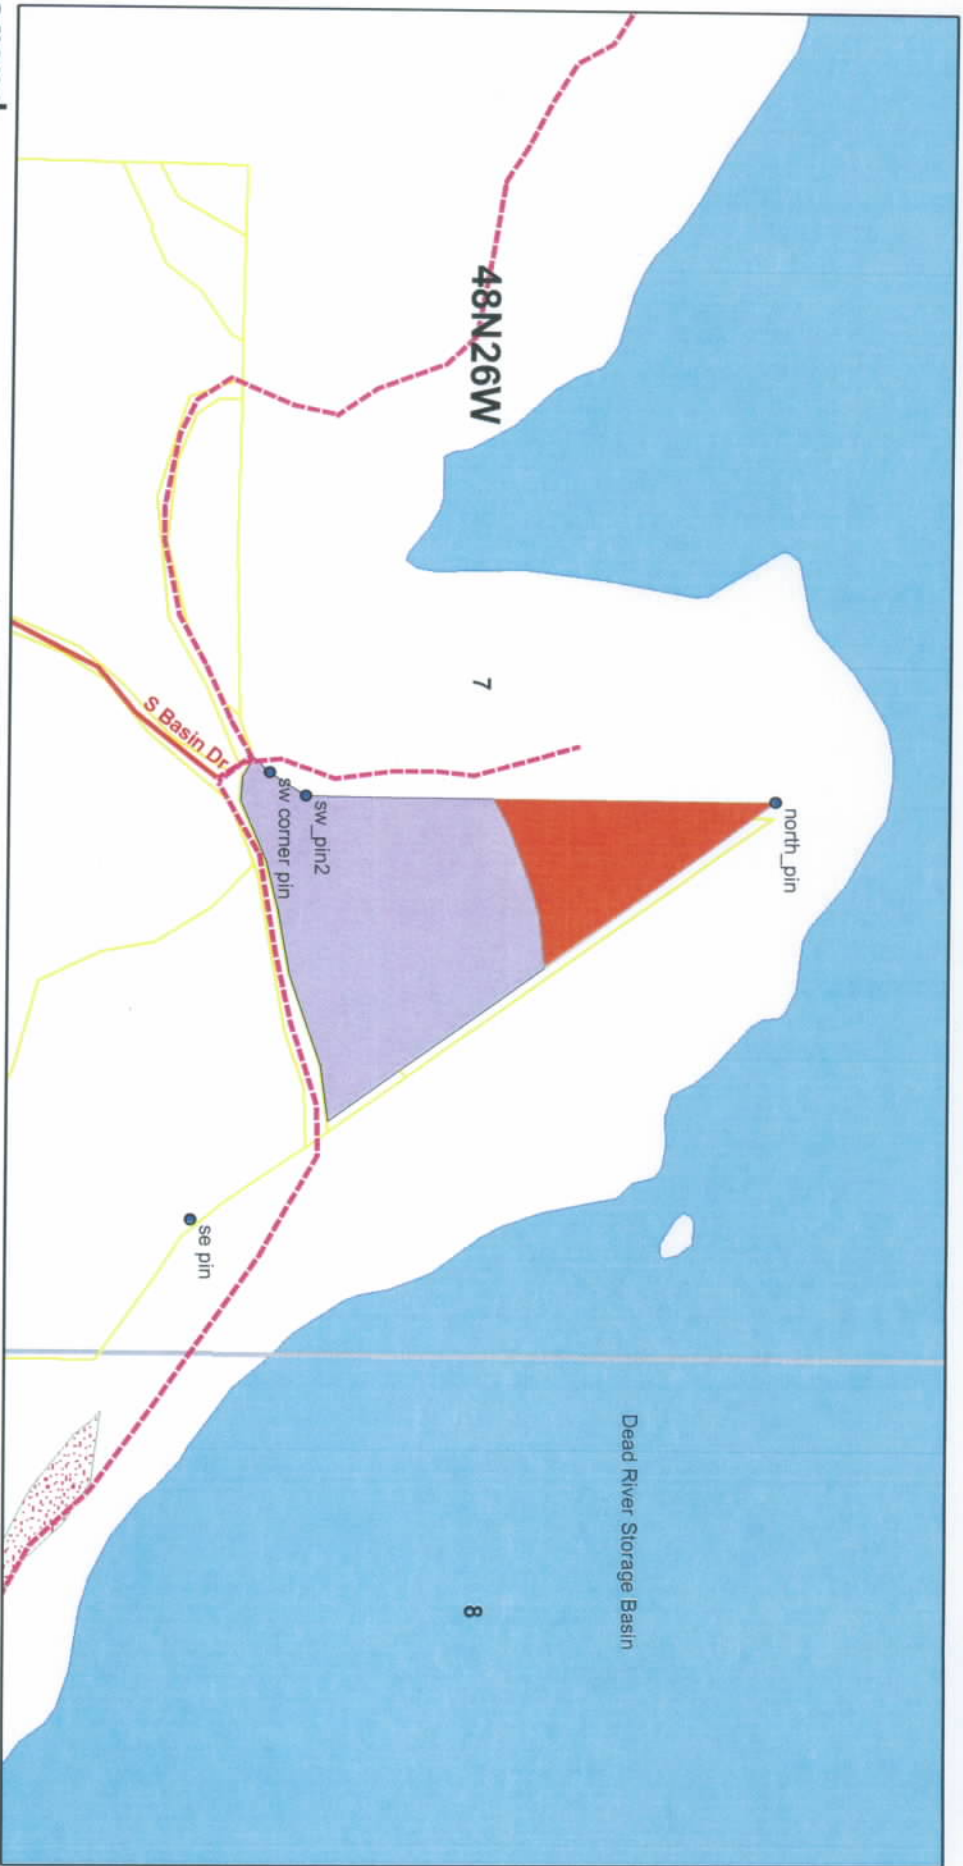 north_pin
Dead River Storage Basin
48N26W
7
8
sw_pin2
sw corner pin
S Basin Dr
se pin